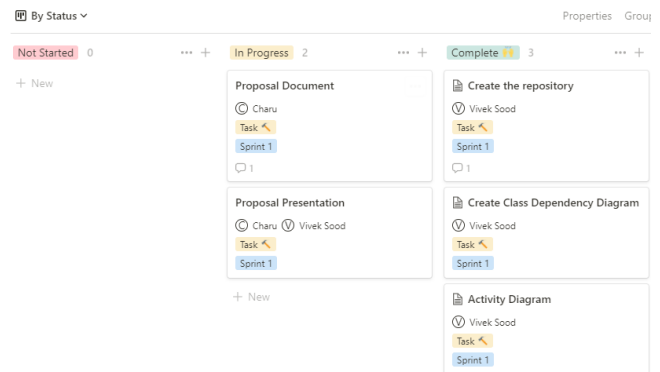 By Status
Properties
Group
Not Started 0
+ New
In Progress 2
Proposal Document
C Charu
Task 🔨
Sprint 1
1
Proposal Presentation
C Charu V Vivek Sood
Task 🔨
Sprint 1
+ New
Complete 🙌 3
Create the repository
V Vivek Sood
Task 🔨
Sprint 1
1
Create Class Dependency Diagram
V Vivek Sood
Task 🔨
Sprint 1
Activity Diagram
V Vivek Sood
Task 🔨
Sprint 1